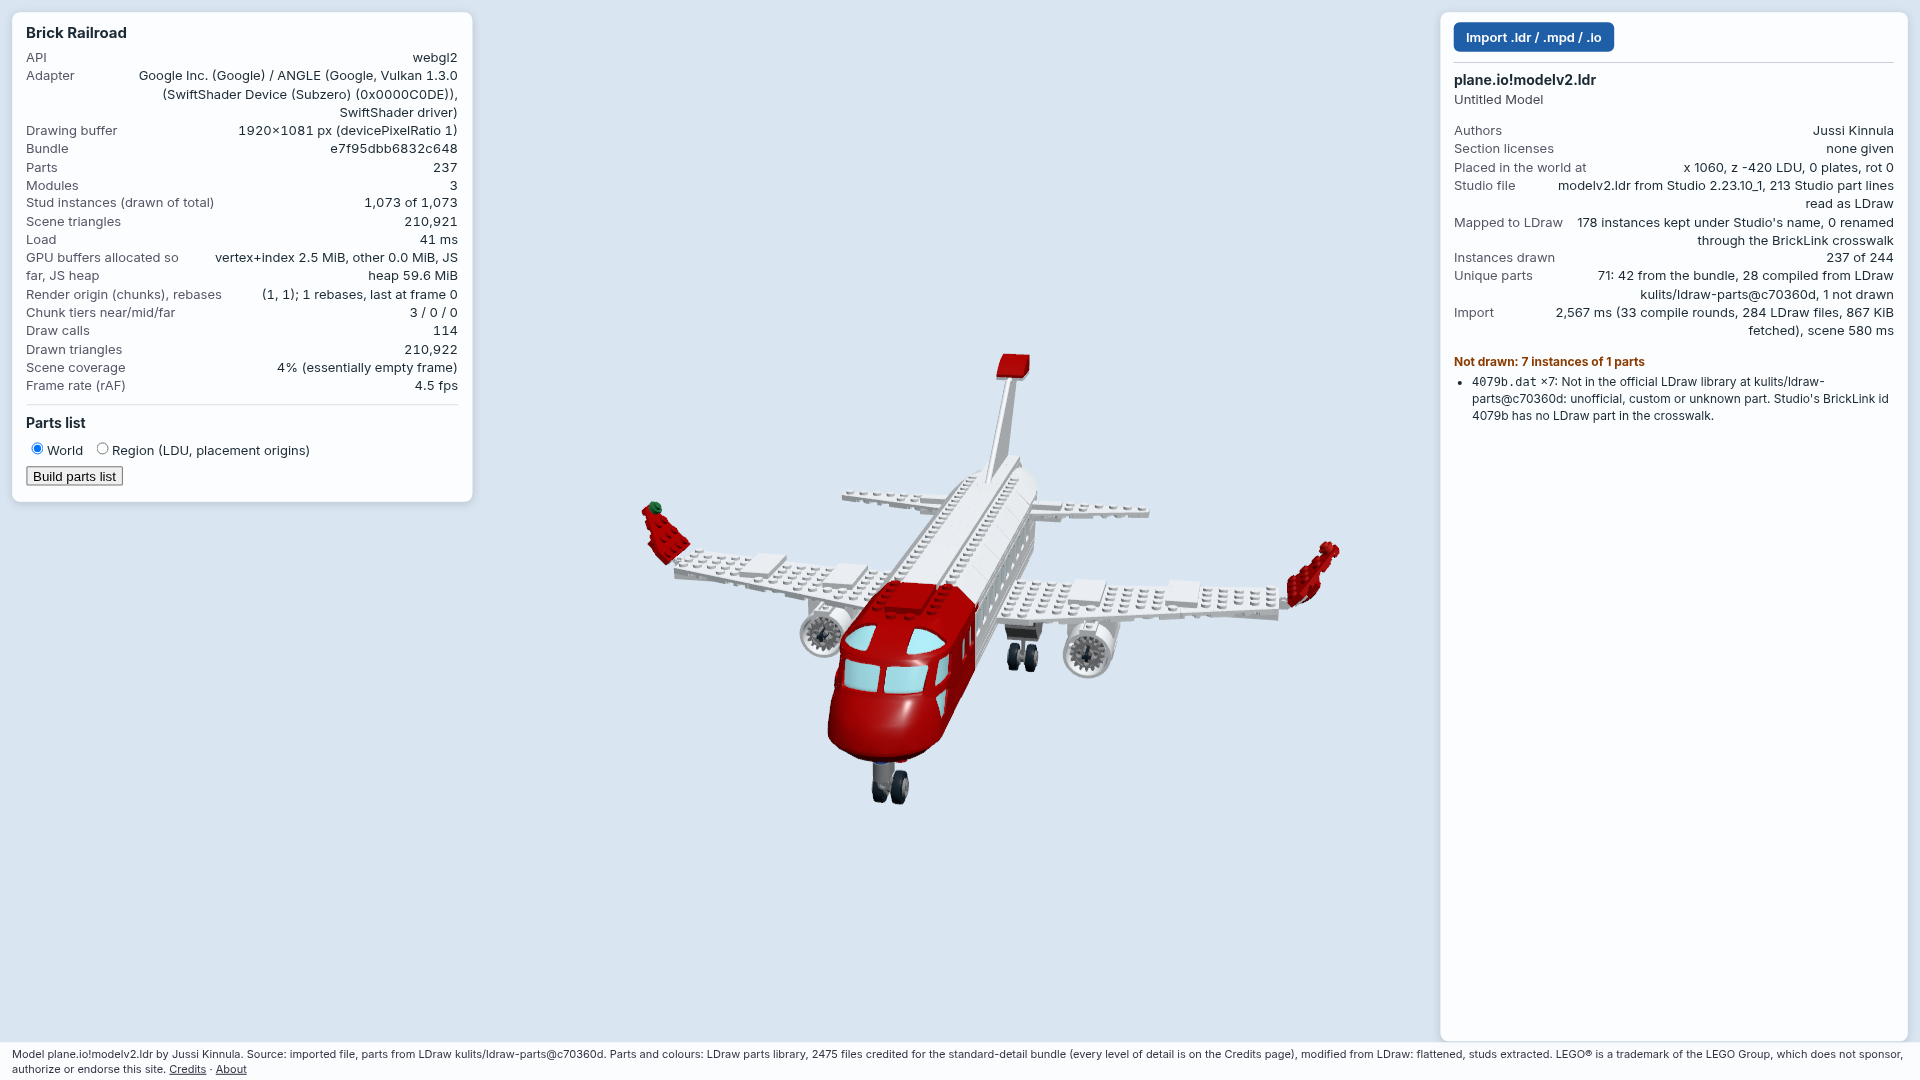 Brick Railroad
API webgl2
Adapter Google Inc. (Google) / ANGLE (Google, Vulkan 1.3.0
(SwiftShader Device (Subzero) (0x0000C0DE)),
SwiftShader driver)
Drawing buffer 1920×1081 px (devicePixelRatio 1)
Bundle e7f95dbb6832c648
Parts 237
Modules 3
Stud instances (drawn of total) 1,073 of 1,073
Scene triangles 210,921
Load 41 ms
GPU buffers allocated so vertex+index 2.5 MiB, other 0.0 MiB, JS
far, JS heap heap 59.6 MiB
Render origin (chunks), rebases (1, 1); 1 rebases, last at frame 0
Chunk tiers near/mid/far 3 / 0 / 0
Draw calls 114
Drawn triangles 210,922
Scene coverage 4% (essentially empty frame)
Frame rate (rAF) 4.5 fps
Parts list
World Region (LDU, placement origins)
Build parts list
Import .ldr / .mpd / .io
plane.io!modelv2.ldr
Untitled Model
Authors Jussi Kinnula
Section licenses none given
Placed in the world at x 1060, z -420 LDU, 0 plates, rot 0
Studio file modelv2.ldr from Studio 2.23.10_1, 213 Studio part lines
read as LDraw
Mapped to LDraw 178 instances kept under Studio's name, 0 renamed
through the BrickLink crosswalk
Instances drawn 237 of 244
Unique parts 71: 42 from the bundle, 28 compiled from LDraw
kulits/ldraw-parts@c70360d, 1 not drawn
Import 2,567 ms (33 compile rounds, 284 LDraw files, 867 KiB
fetched), scene 580 ms
Not drawn: 7 instances of 1 parts
• 4079b.dat ×7: Not in the official LDraw library at kulits/ldraw-
parts@c70360d: unofficial, custom or unknown part. Studio's BrickLink id
4079b has no LDraw part in the crosswalk.
Model plane.io!modelv2.ldr by Jussi Kinnula. Source: imported file, parts from LDraw kulits/ldraw-parts@c70360d. Parts and colours: LDraw parts library, 2475 files credited for the standard-detail bundle (every level of detail is on the Credits page), modified from LDraw: flattened, studs extracted. LEGO® is a trademark of the LEGO Group, which does not sponsor,
authorize or endorse this site. Credits · About